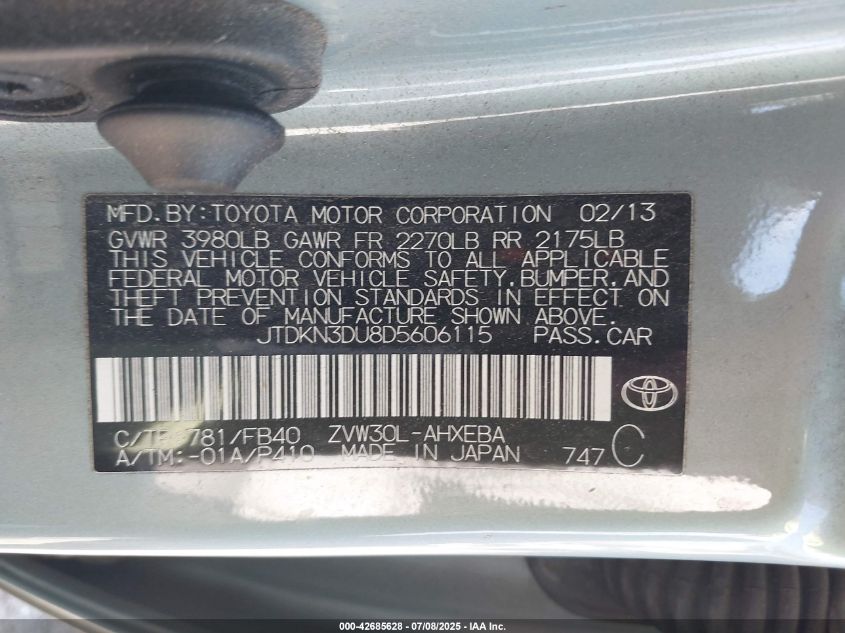 MFD.BY:TOYOTA MOTOR CORPORATION 02/13
GVWR 3980LB GAWR FR 2270LB RR 2175LB
THIS VEHICLE CONFORMS TO ALL APPLICABLE
FEDERAL MOTOR VEHICLE SAFETY,BUMPER,AND
THEFT PREVENTION STANDARDS IN EFFECT ON
THE DATE OF MANUFACTURE SHOWN ABOVE.
JTDKN3DU8D5606115 PASS.CAR
C/TR:781/FB40 ZVW30L-AHXEBA
A/TM:-01A/P410 MADE IN JAPAN 747 C
000-42685628 - 07/08/2025 - IAA Inc.